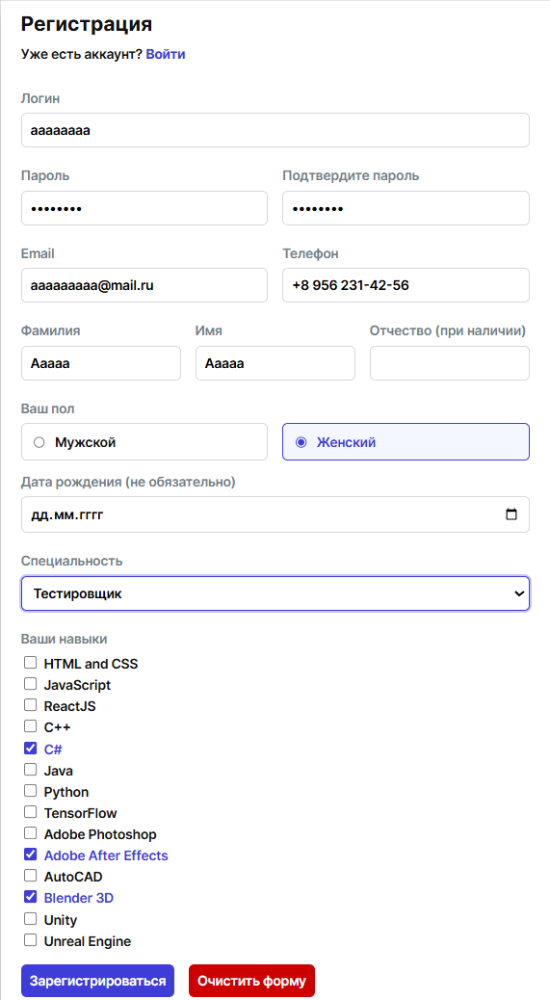 Регистрация
Уже есть аккаунт? Войти
Логин
aaaaaaaa
Пароль Подтвердите пароль
•••••••• ••••••••
Email Телефон
aaaaaaaaa@mail.ru +8 956 231-42-56
Фамилия Имя Отчество (при наличии)
Ааааа Ааааа
Ваш пол
Мужской Женский
Дата рождения (не обязательно)
дд.мм.гггг
Специальность
Тестировщик
Ваши навыки
HTML and CSS
JavaScript
ReactJS
C++
C#
Java
Python
TensorFlow
Adobe Photoshop
Adobe After Effects
AutoCAD
Blender 3D
Unity
Unreal Engine
Зарегистрироваться Очистить форму